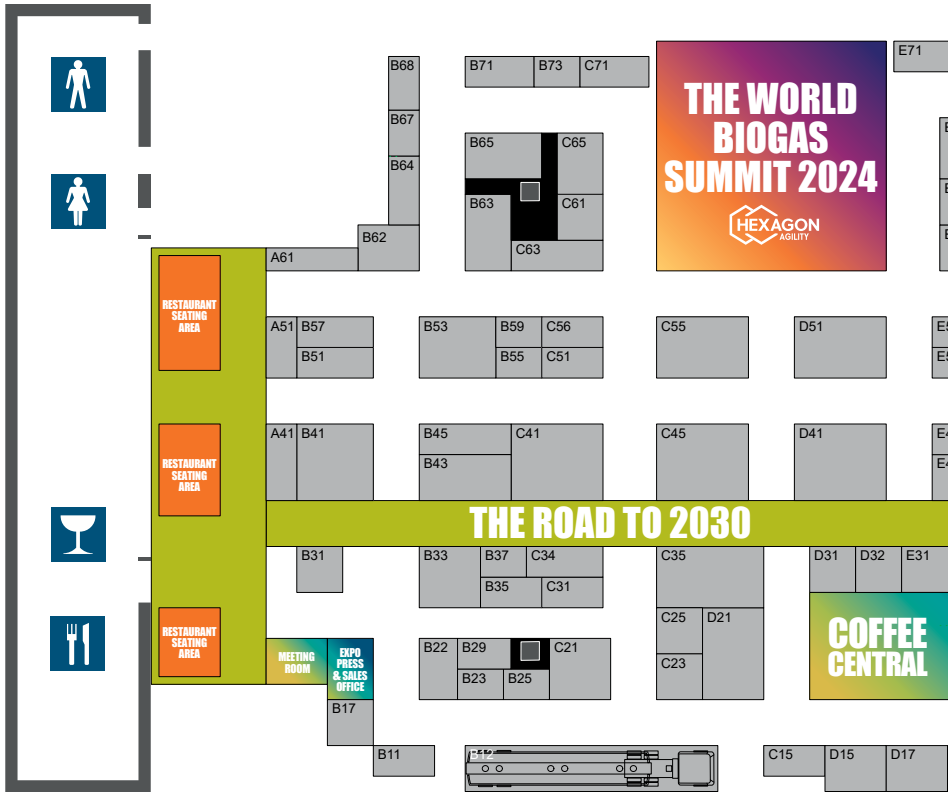 B68
B71
B73
C71
E71
THE WORLD
BIOGAS
SUMMIT 2024
HEXAGON
AGILITY
B67
B64
B65
C65
B63
C61
C63
B62
A61
RESTAURANT
SEATING
AREA
A51
B57
B51
B53
B59
C56
B55
C51
C55
D51
RESTAURANT
SEATING
AREA
A41
B41
B45
B43
C41
C45
D41
THE ROAD TO 2030
B31
B33
B37
C34
B35
C31
C35
D31
D32
E31
RESTAURANT
SEATING
AREA
MEETING
ROOM
EXPO
PRESS
& SALES
OFFICE
B22
B29
B23
B25
C21
C25
D21
C23
COFFEE
CENTRAL
B17
B11
B12
C15
D15
D17